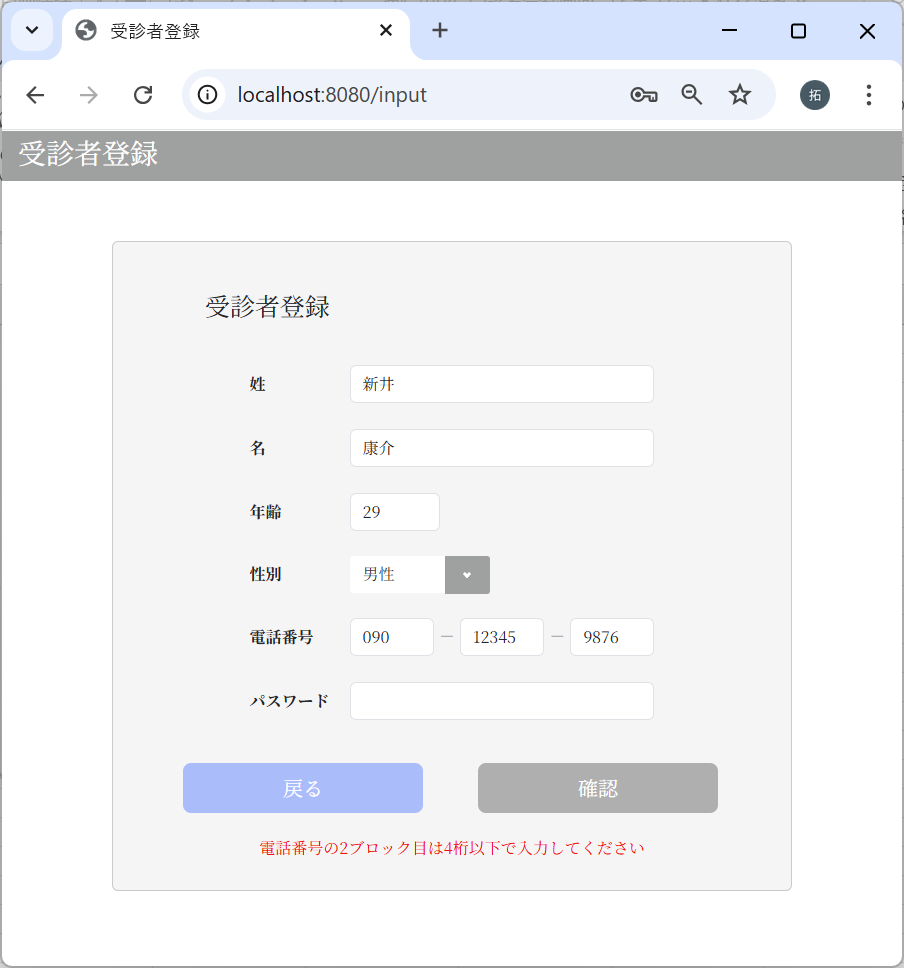 受診者登録
localhost:8080/input
拓
受診者登録
受診者登録
姓 新井
名 康介
年齢 29
性別 男性
電話番号 090 － 12345 － 9876
パスワード
戻る 確認
電話番号の2ブロック目は4桁以下で入力してください